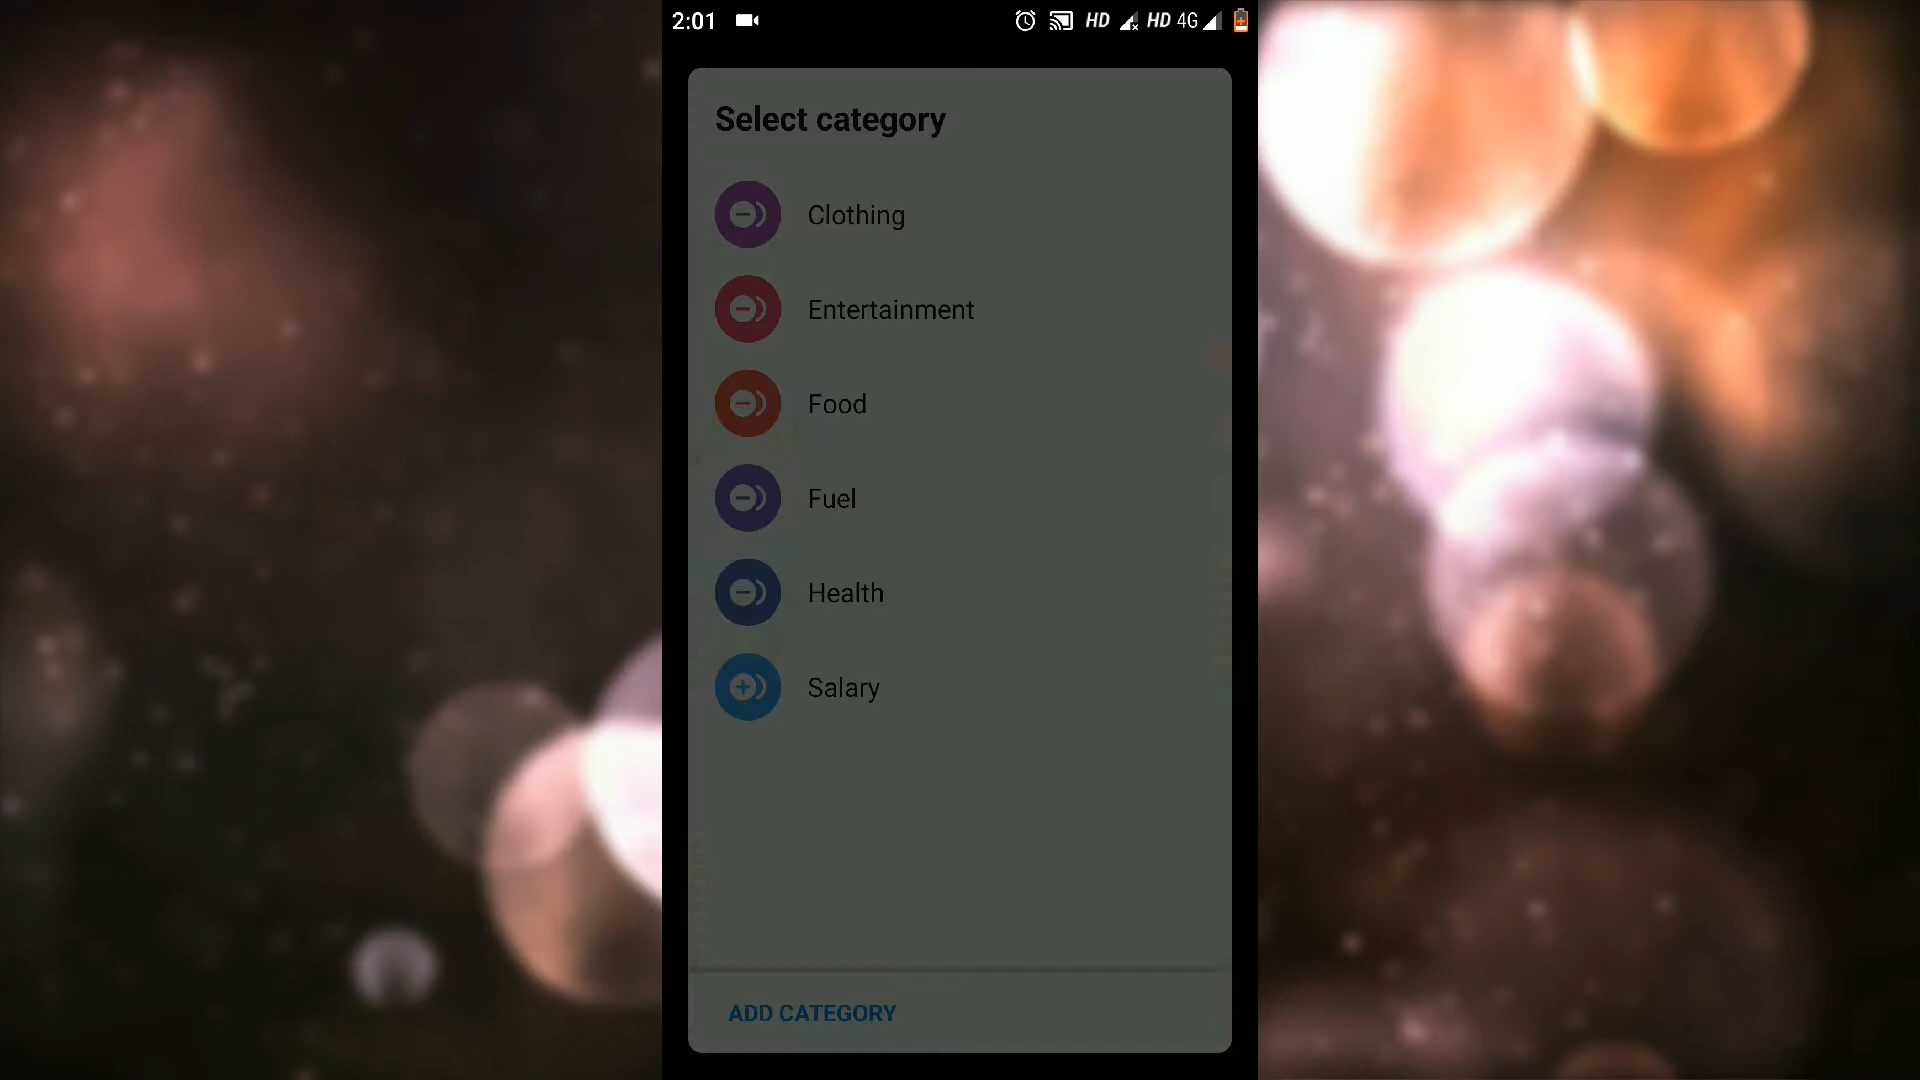 2:01 HD HD 4G
Select category
Clothing
Entertainment
Food
Fuel
Health
Salary
ADD CATEGORY